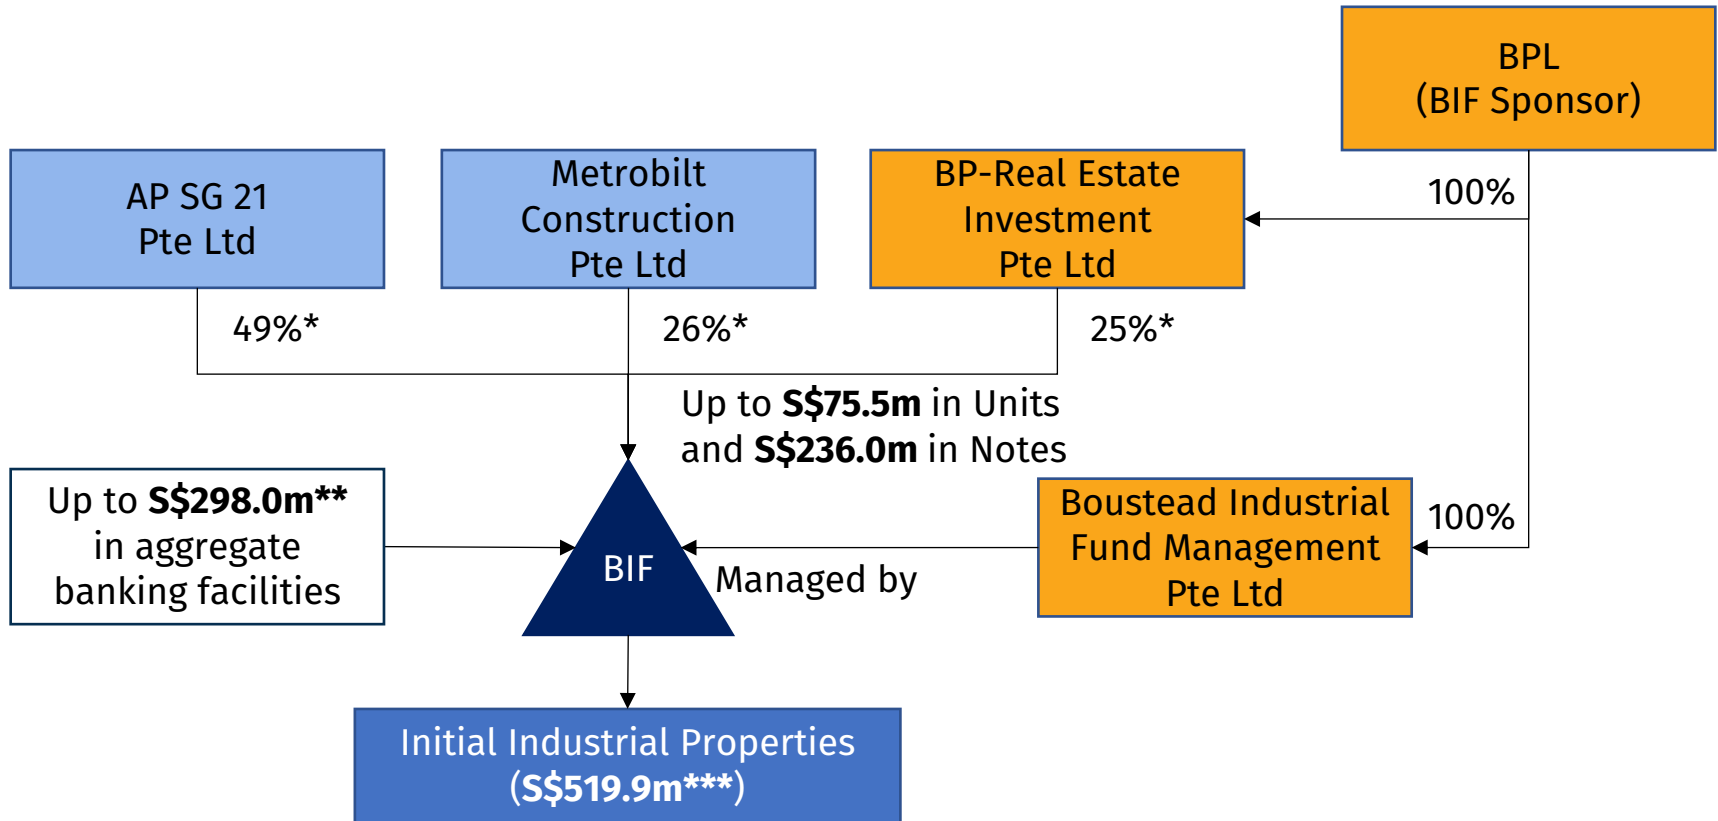 BPL
(BIF Sponsor)
AP SG 21
Pte Ltd
Metrobilt
Construction
Pte Ltd
BP-Real Estate
Investment
Pte Ltd
100%
49%*
26%*
25%*
Up to S$75.5m in Units
and S$236.0m in Notes
Up to S$298.0m**
in aggregate
banking facilities
BIF
Managed by
Boustead Industrial
Fund Management
Pte Ltd
100%
Initial Industrial Properties
(S$519.9m***)